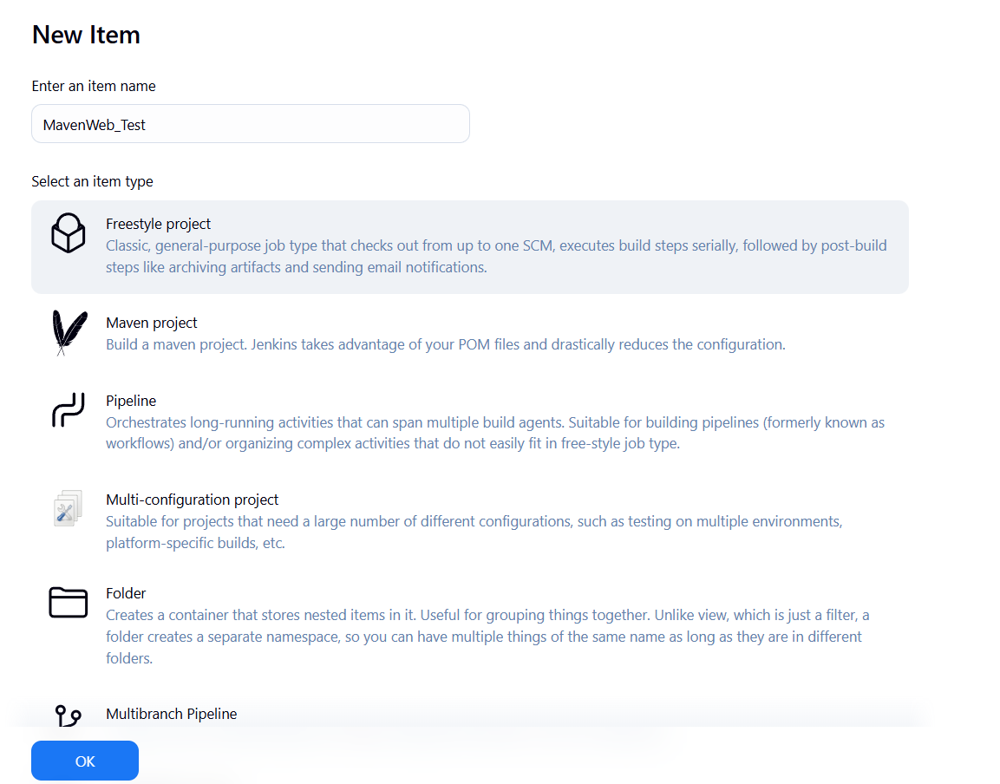 New Item
Enter an item name
MavenWeb_Test
Select an item type
Freestyle project
Classic, general-purpose job type that checks out from up to one SCM, executes build steps serially, followed by post-build
steps like archiving artifacts and sending email notifications.
Maven project
Build a maven project. Jenkins takes advantage of your POM files and drastically reduces the configuration.
Pipeline
Orchestrates long-running activities that can span multiple build agents. Suitable for building pipelines (formerly known as
workflows) and/or organizing complex activities that do not easily fit in free-style job type.
Multi-configuration project
Suitable for projects that need a large number of different configurations, such as testing on multiple environments,
platform-specific builds, etc.
Folder
Creates a container that stores nested items in it. Useful for grouping things together. Unlike view, which is just a filter, a
folder creates a separate namespace, so you can have multiple things of the same name as long as they are in different
folders.
Multibranch Pipeline
OK